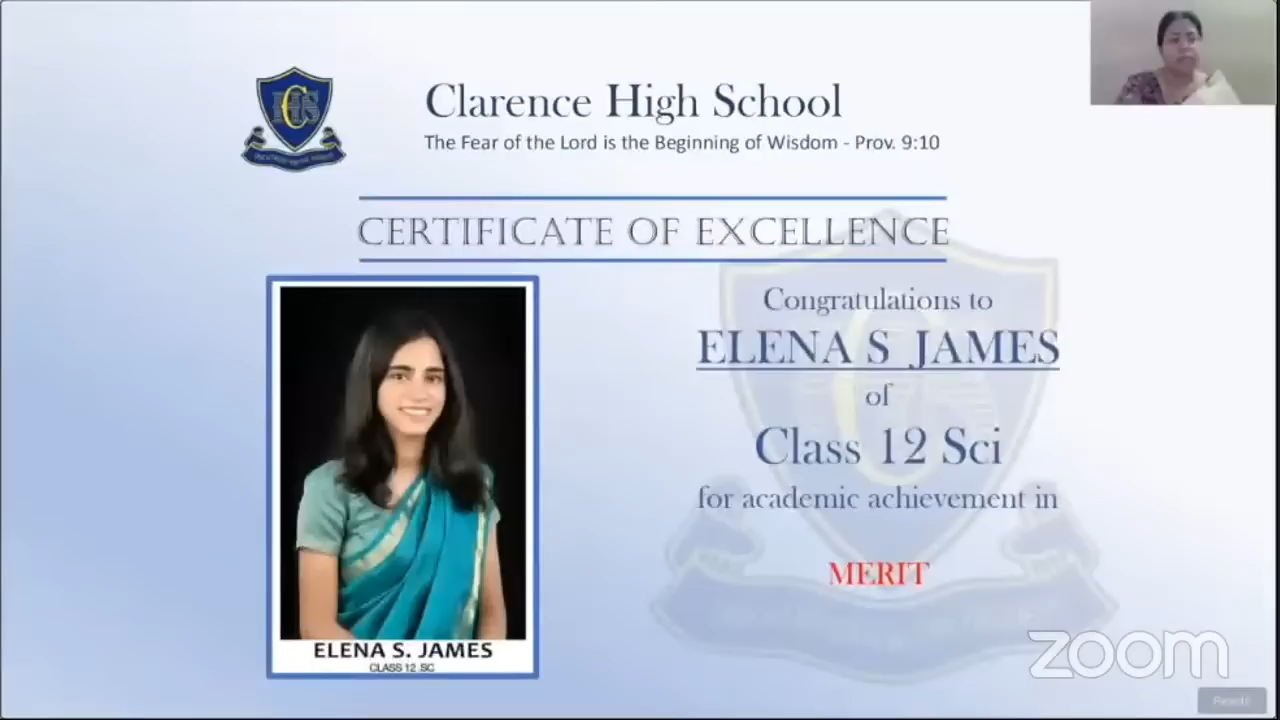 CHS
Clarence High School
The Fear of the Lord is the Beginning of Wisdom - Prov. 9:10
CERTIFICATE OF EXCELLENCE
Congratulations to
ELENA S JAMES
of
Class 12 Sci
for academic achievement in
MERIT
ELENA S. JAMES
CLASS 12 .SC
zoom